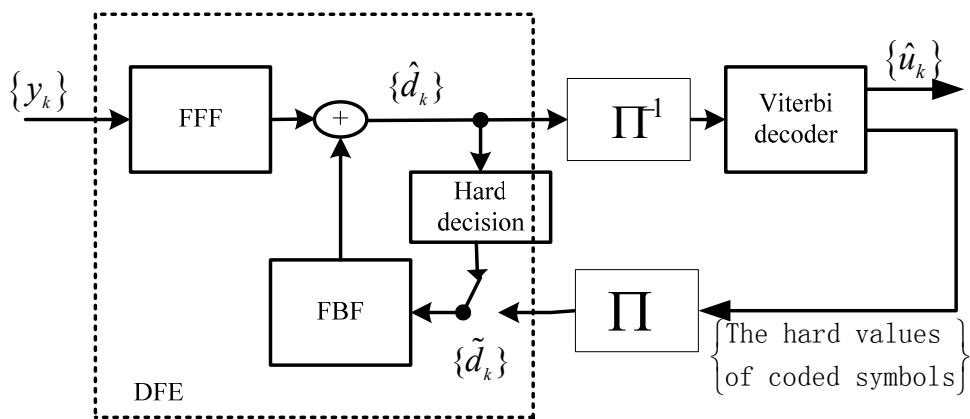 {y_k}
FFF
+
{d̂_k}
Π⁻¹
Viterbi
decoder
{û_k}
Hard
decision
FBF
{d̃_k}
Π
The hard values
of coded symbols
DFE